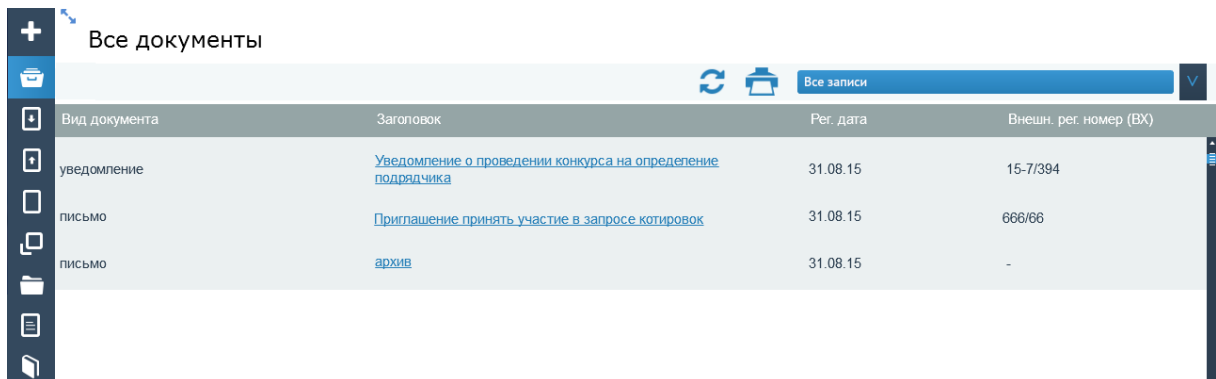 Все документы
Все записи
Вид документа Заголовок Рег. дата Внешн. рег. номер (ВХ)
уведомление Уведомление о проведении конкурса на определение подрядчика 31.08.15 15-7/394
письмо Приглашение принять участие в запросе котировок 31.08.15 666/66
письмо архив 31.08.15 -